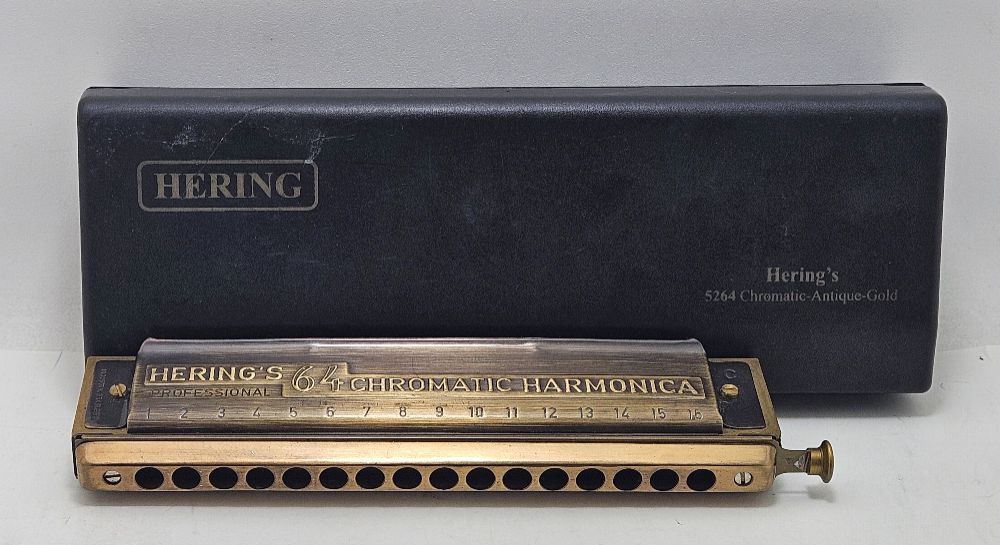 HERING
Hering's
5264 Chromatic-Antique-Gold
HERING'S 64 CHROMATIC HARMONICA
PROFESSIONAL
C
1 2 3 4 5 6 7 8 9 10 11 12 13 14 15 16